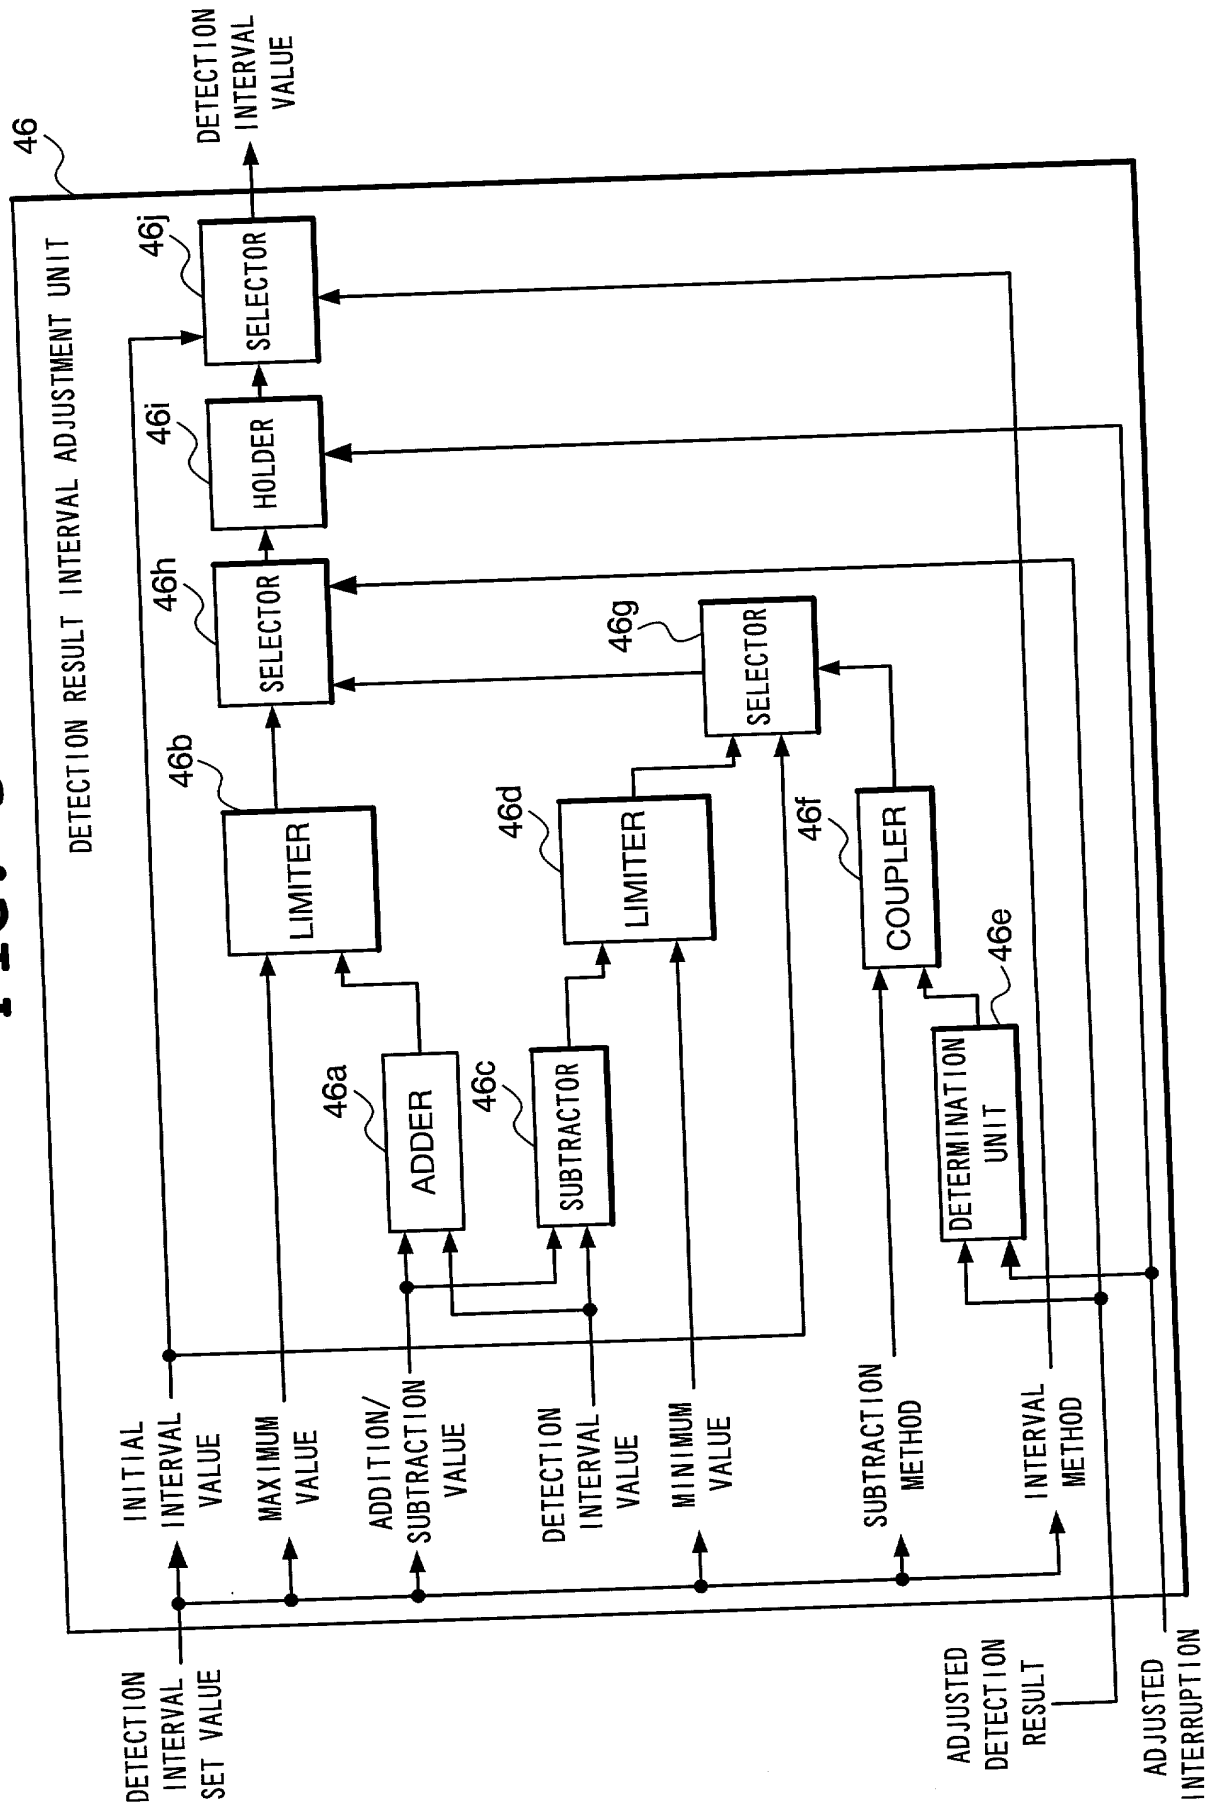 46
DETECTION RESULT INTERVAL ADJUSTMENT UNIT
DETECTION
INTERVAL
SET VALUE
INITIAL
INTERVAL
VALUE
MAXIMUM
VALUE
ADDITION/
SUBTRACTION
VALUE
DETECTION
INTERVAL
VALUE
MINIMUM
VALUE
SUBTRACTION
METHOD
INTERVAL
METHOD
ADJUSTED
DETECTION
RESULT
ADJUSTED
INTERRUPTION
46a
ADDER
46c
SUBTRACTOR
DETERMINATION
UNIT
46e
46b
LIMITER
46d
LIMITER
46f
COUPLER
46g
SELECTOR
46h
SELECTOR
46i
HOLDER
46j
SELECTOR
DETECTION
INTERVAL
VALUE